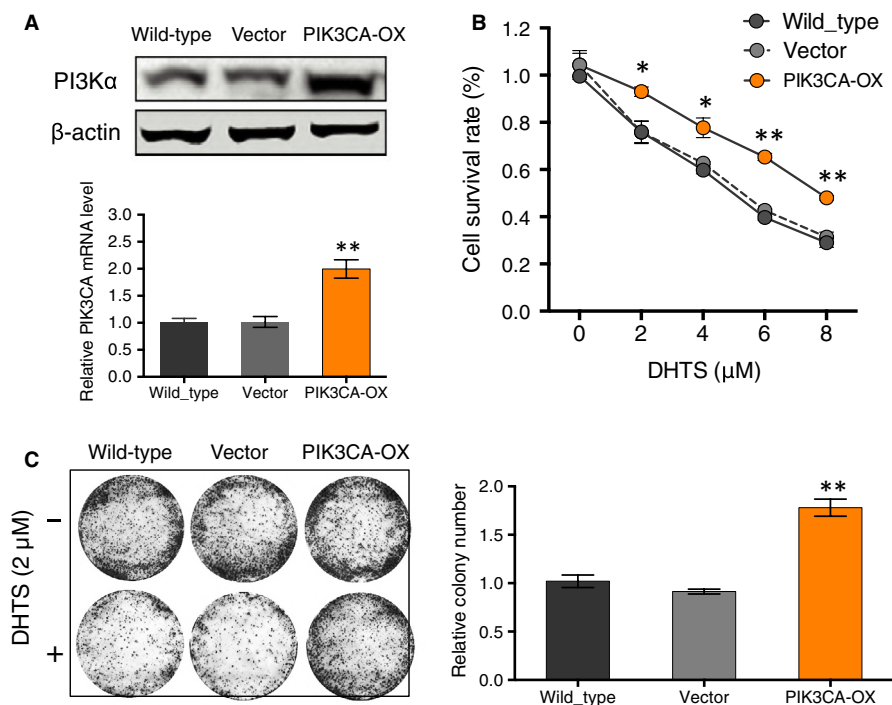 A
Wild-type Vector PIK3CA-OX
PI3Kα
β-actin
Relative PIK3CA mRNA level
3.0
2.5
2.0
1.5
1.0
0.5
0.0
**
Wild_type Vector PIK3CA-OX
B
Wild_type
Vector
PIK3CA-OX
Cell survival rate (%)
1.0
0.8
0.6
0.4
0.2
0.0
*
*
**
**
0 2 4 6 8
DHTS (μM)
C
Wild-type Vector PIK3CA-OX
DHTS (2 μM)
−
+
Relative colony number
2.0
1.5
1.0
0.5
0.0
**
Wild_type Vector PIK3CA-OX